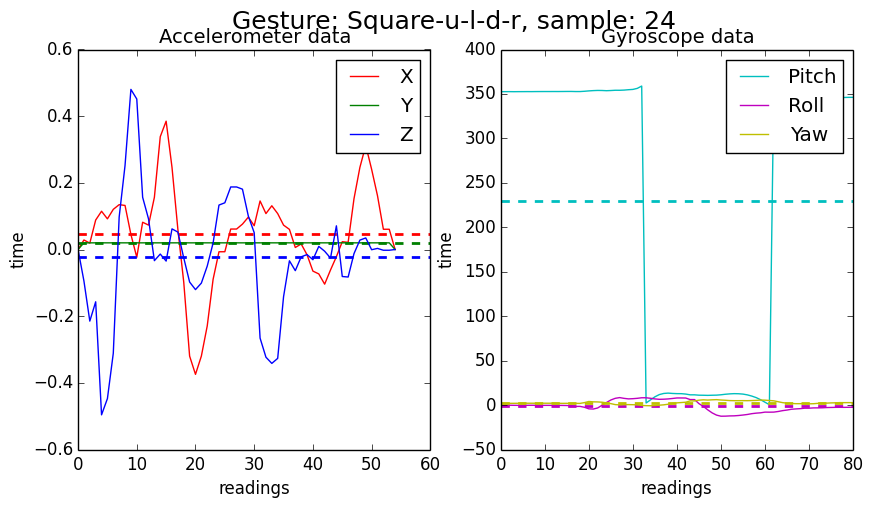 Gesture: Square-u-l-d-r, sample: 24
Accelerometer data
0.6
0.4
0.2
0.0
−0.2
−0.4
−0.6
time
0 10 20 30 40 50 60
readings
X
Y
Z
Gyroscope data
400
350
300
250
200
150
100
50
0
−50
time
0 10 20 30 40 50 60 70 80
readings
Pitch
Roll
Yaw